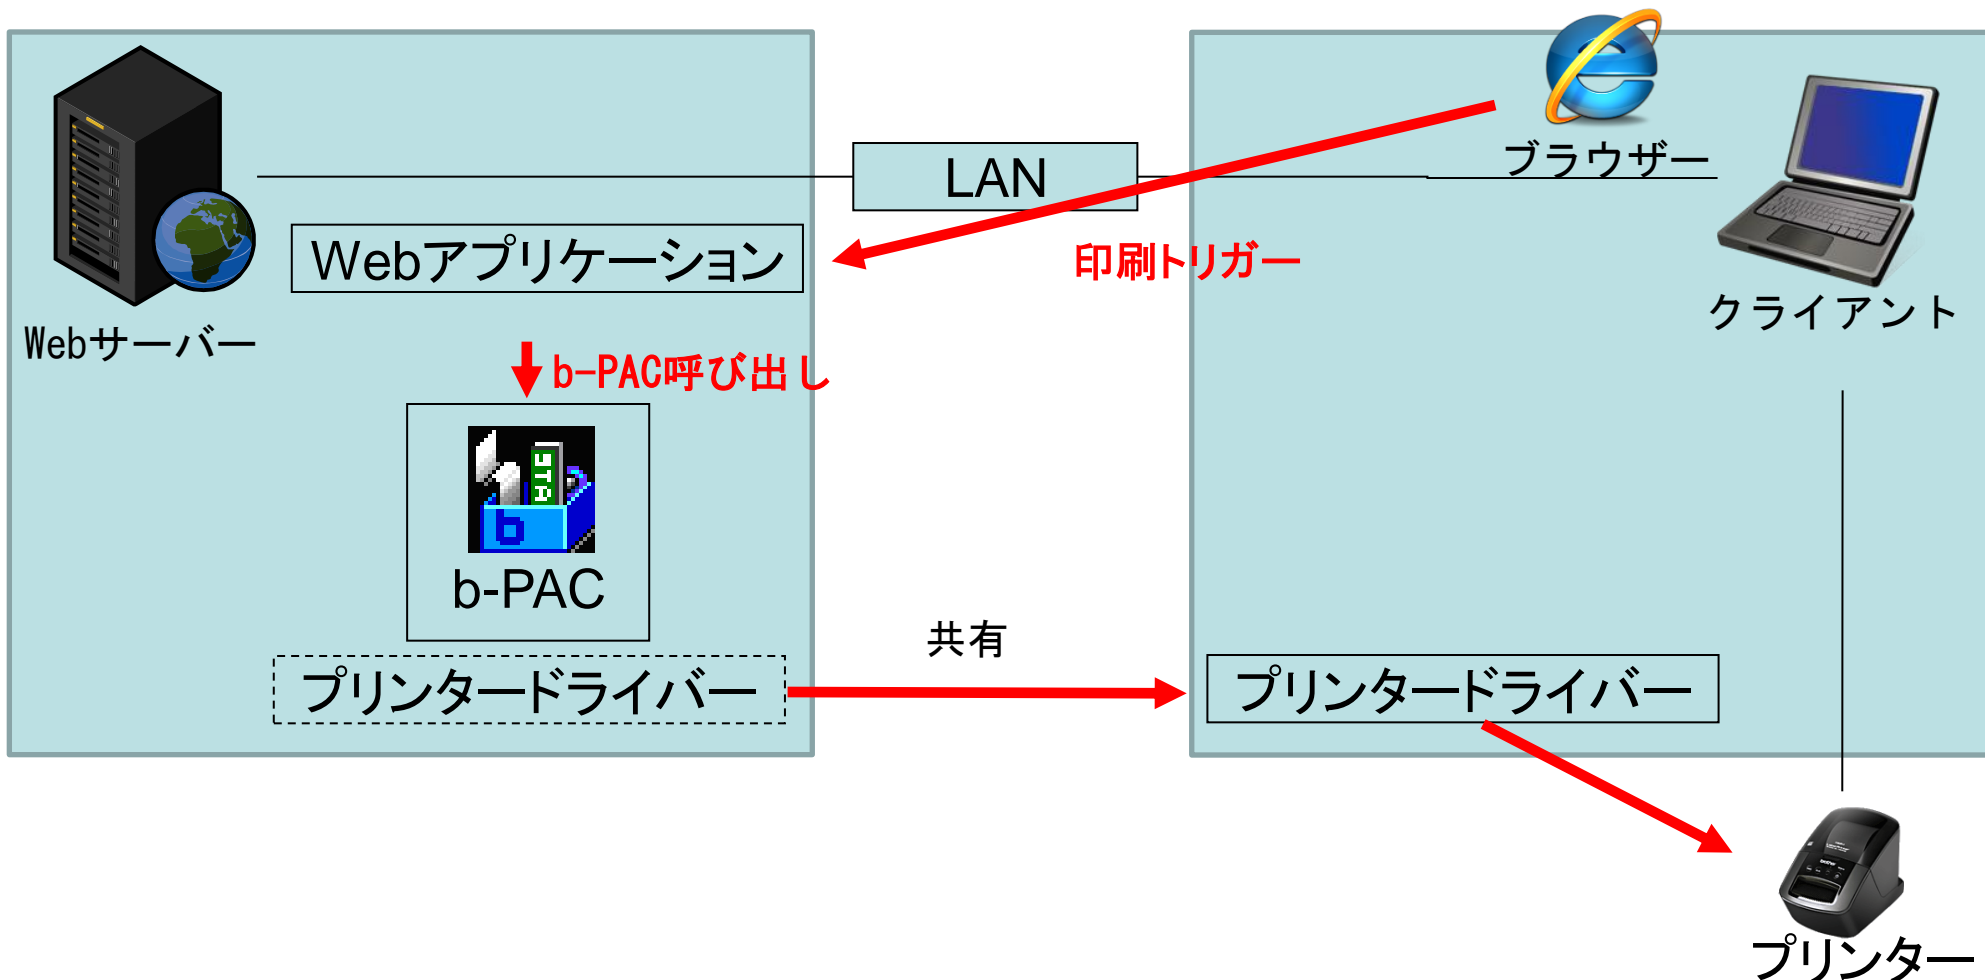 LAN
ブラウザー
Webアプリケーション
印刷トリガー
クライアント
Webサーバー
b-PAC呼び出し
STA
b
b-PAC
共有
プリンタードライバー
プリンタードライバー
プリンター